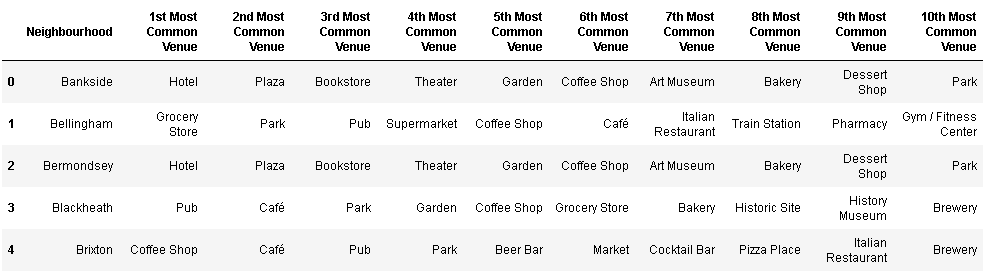 Neighbourhood 1st Most Common Venue 2nd Most Common Venue 3rd Most Common Venue 4th Most Common Venue 5th Most Common Venue 6th Most Common Venue 7th Most Common Venue 8th Most Common Venue 9th Most Common Venue 10th Most Common Venue
0 Bankside Hotel Plaza Bookstore Theater Garden Coffee Shop Art Museum Bakery Dessert Shop Park
1 Bellingham Grocery Store Park Pub Supermarket Coffee Shop Café Italian Restaurant Train Station Pharmacy Gym / Fitness Center
2 Bermondsey Hotel Plaza Bookstore Theater Garden Coffee Shop Art Museum Bakery Dessert Shop Park
3 Blackheath Pub Café Park Garden Coffee Shop Grocery Store Bakery Historic Site History Museum Brewery
4 Brixton Coffee Shop Café Pub Park Beer Bar Market Cocktail Bar Pizza Place Italian Restaurant Brewery